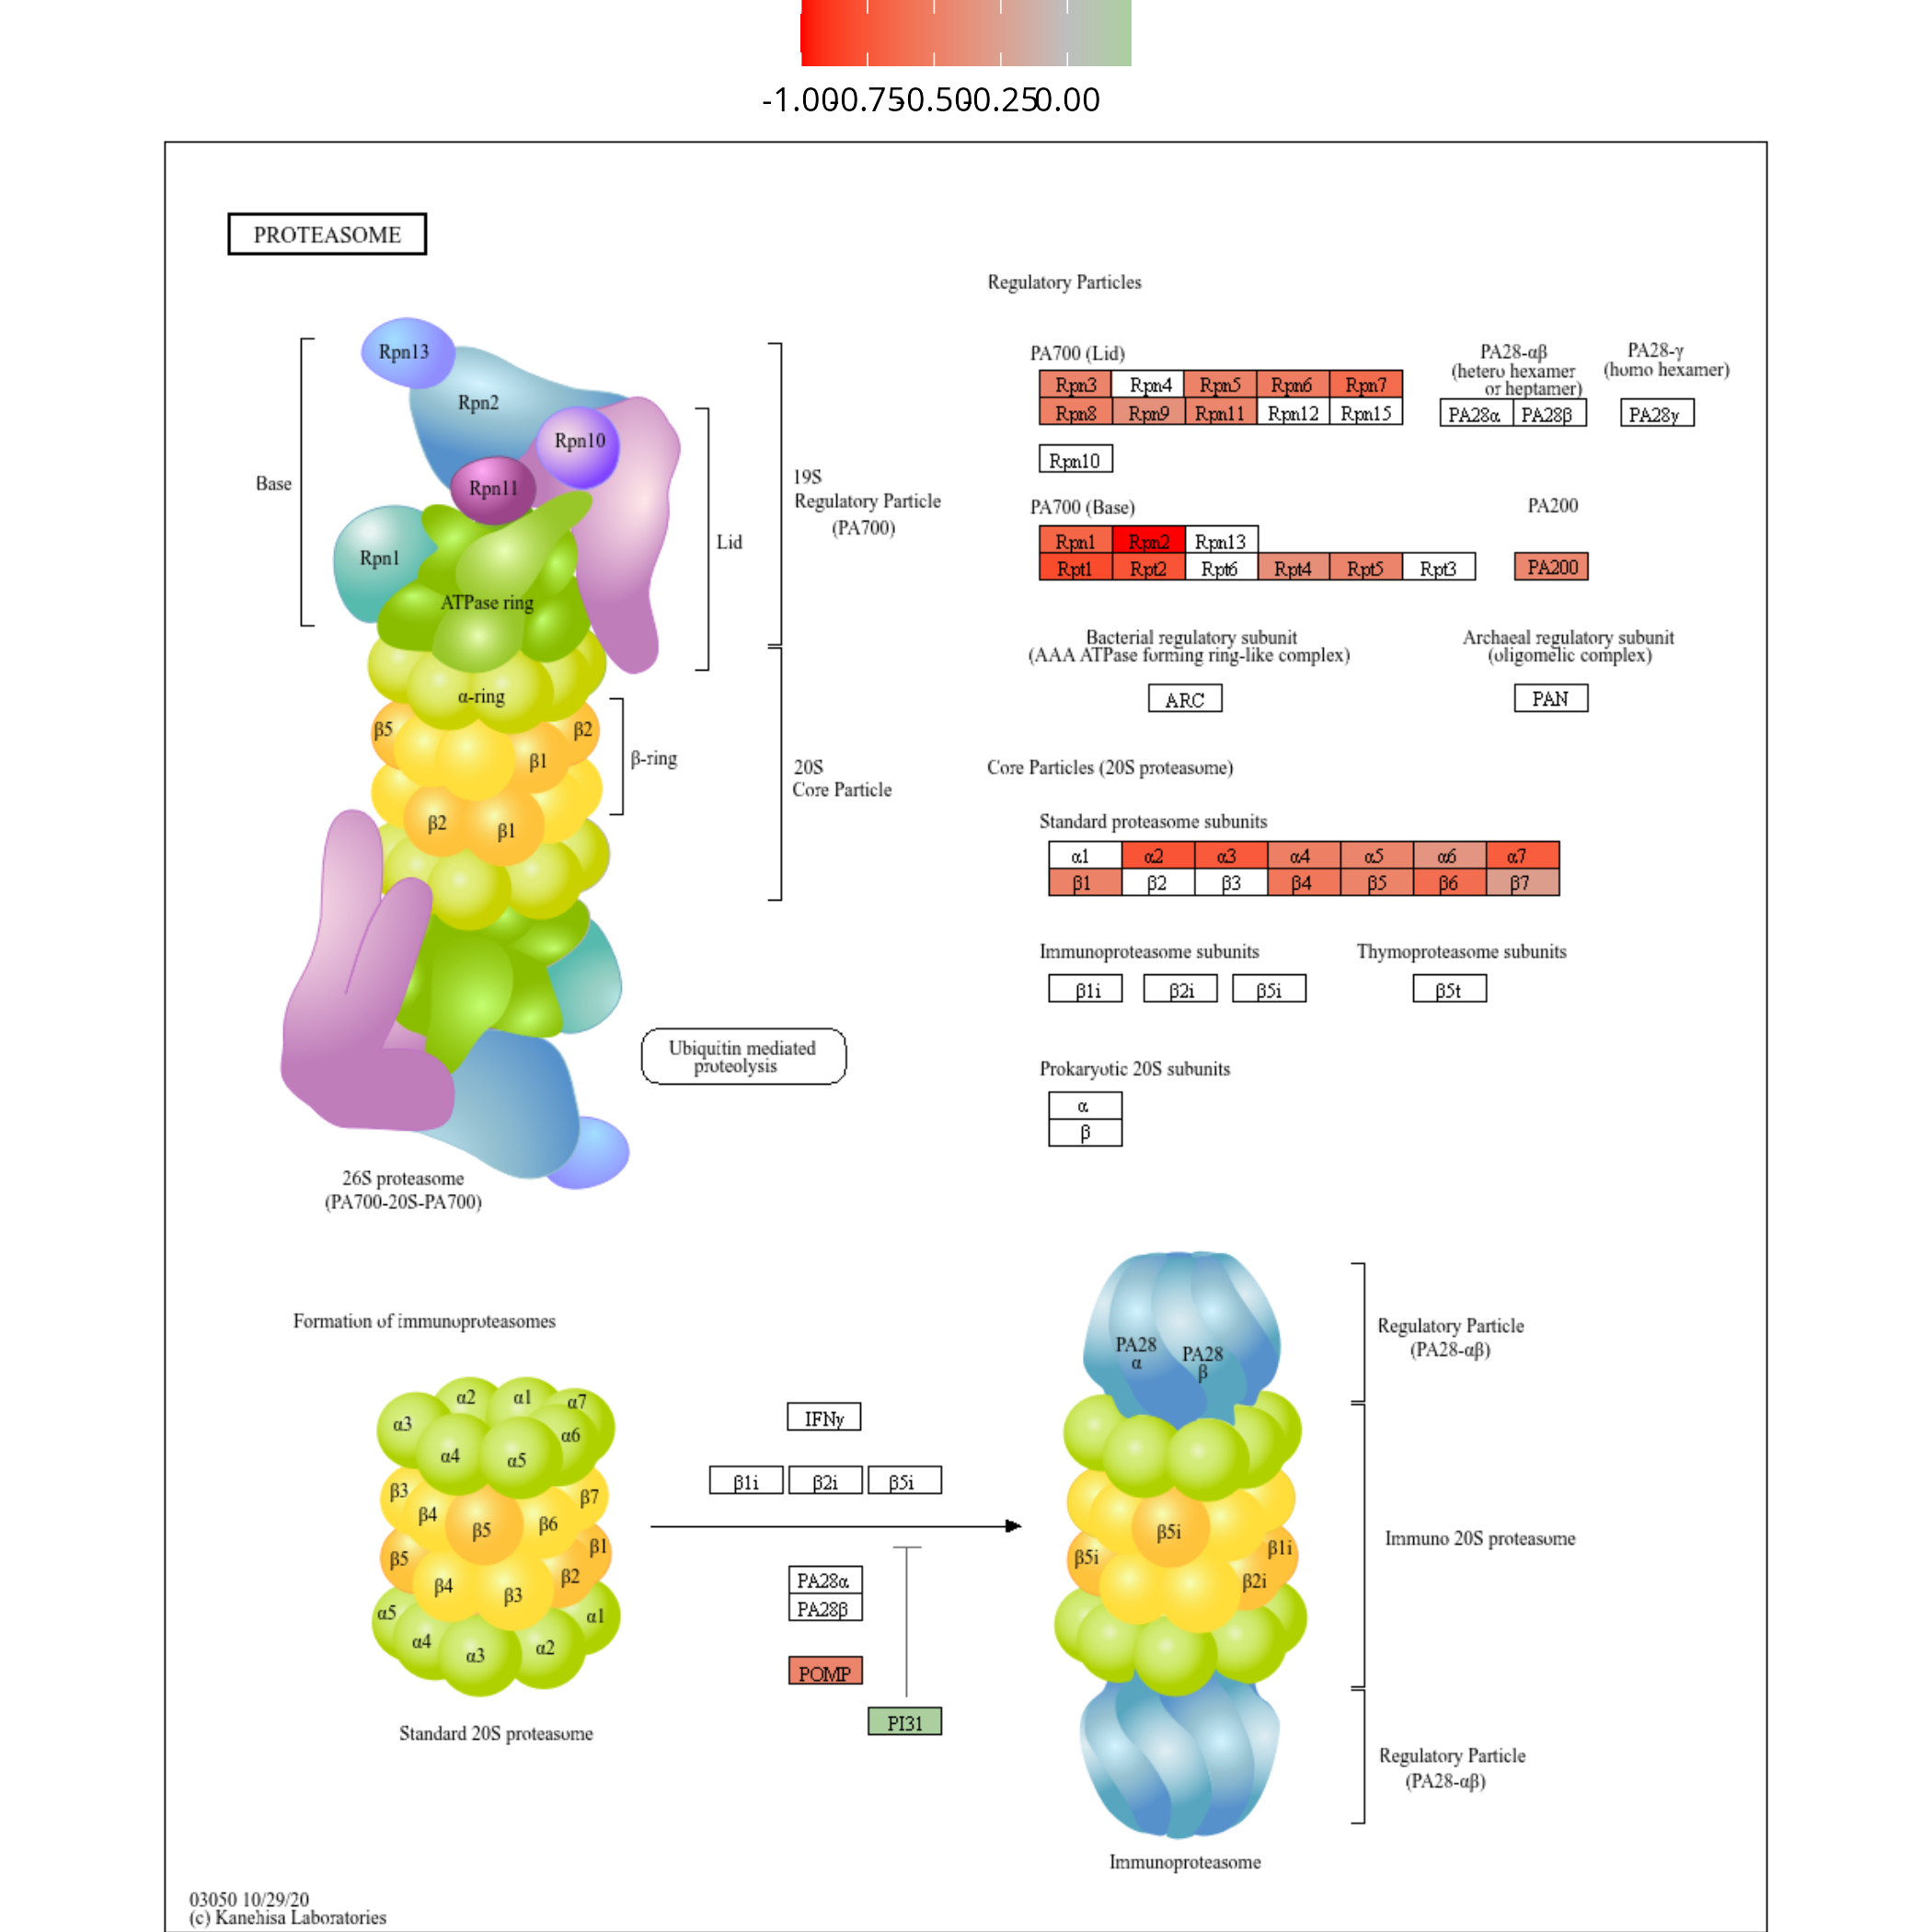 -1.00 -0.75 -0.50 -0.25 0.00
PROTEASOME
Regulatory Particles
Rpn13
Rpn2
Rpn10
Rpn11
Base
Rpn1
ATPase ring
Lid
19S
Regulatory Particle
(PA700)
α-ring
β5
β2
β1
β-ring
β2
β1
20S
Core Particle
Ubiquitin mediated
proteolysis
26S proteasome
(PA700-20S-PA700)
PA700 (Lid)
Rpn3 Rpn4 Rpn5 Rpn6 Rpn7
Rpn8 Rpn9 Rpn11 Rpn12 Rpn15
Rpn10
PA28-αβ
(hetero hexamer
or heptamer)
PA28α PA28β
PA28-γ
(homo hexamer)
PA28γ
PA700 (Base)
Rpn1 Rpn2 Rpn13
Rpt1 Rpt2 Rpt6 Rpt4 Rpt5 Rpt3
PA200
PA200
Bacterial regulatory subunit
(AAA ATPase forming ring-like complex)
ARC
Archaeal regulatory subunit
(oligomelic complex)
PAN
Core Particles (20S proteasome)
Standard proteasome subunits
α1 α2 α3 α4 α5 α6 α7
β1 β2 β3 β4 β5 β6 β7
Immunoproteasome subunits
β1i β2i β5i
Thymoproteasome subunits
β5t
Prokaryotic 20S subunits
α
β
Formation of immunoproteasomes
α2 α1 α7
α3
α6
α4 α5
β3
β7
β4
β5
β6
β5
β1
β4
β3
β2
α5
α1
α4
α3
α2
Standard 20S proteasome
IFNγ
β1i β2i β5i
PA28α
PA28β
POMP
PI31
PA28
α
PA28
β
β5i
β5i
β1i
β2i
Regulatory Particle
(PA28-αβ)
Immuno 20S proteasome
Regulatory Particle
(PA28-αβ)
Immunoproteasome
03050 10/29/20
(c) Kanehisa Laboratories